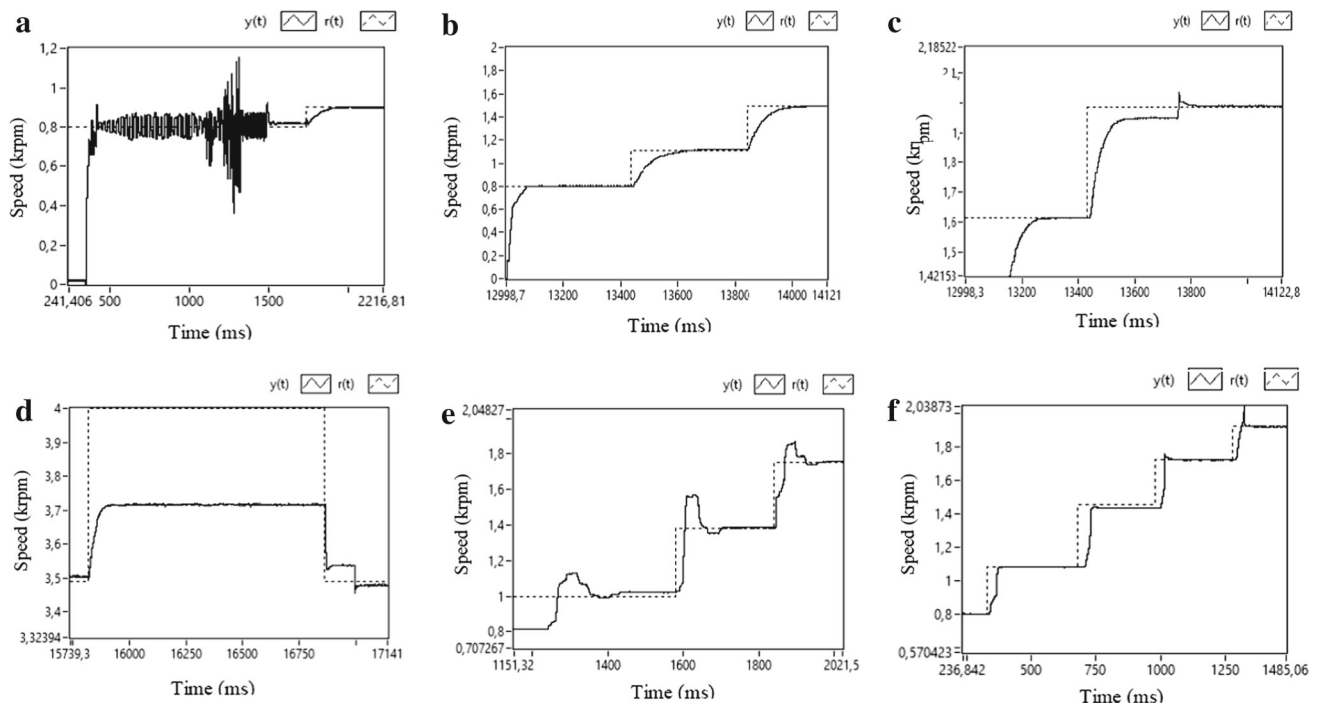 a
y(t) r(t)
1,2
1
0,8
0,6
0,4
0,2
0
241,406 500 1000 1500 2216,81
Speed (krpm)
Time (ms)
b
y(t) r(t)
2
1,8
1,6
1,4
1,2
1
0,8
0,6
0,4
0,2
0
12998,7 13200 13400 13600 13800 14000 14121
Speed (krpm)
Time (ms)
c
y(t) r(t)
2,18522
2,1
1,8
1,7
1,6
1,5
1,42153
12998,3 13200 13400 13600 13800 14122,8
Speed (krpm)
Time (ms)
d
y(t) r(t)
4
3,9
3,8
3,7
3,6
3,5
3,4
3,32394
15739,3 16000 16250 16500 16750 17141
Speed (krpm)
Time (ms)
e
y(t) r(t)
2,04827
1,8
1,6
1,4
1,2
1
0,8
0,707267
1151,32 1400 1600 1800 2021,5
Speed (krpm)
Time (ms)
f
y(t) r(t)
2,03873
1,8
1,6
1,4
1,2
1
0,8
0,570423
236,842 500 750 1000 1250 1485,06
Speed (krpm)
Time (ms)